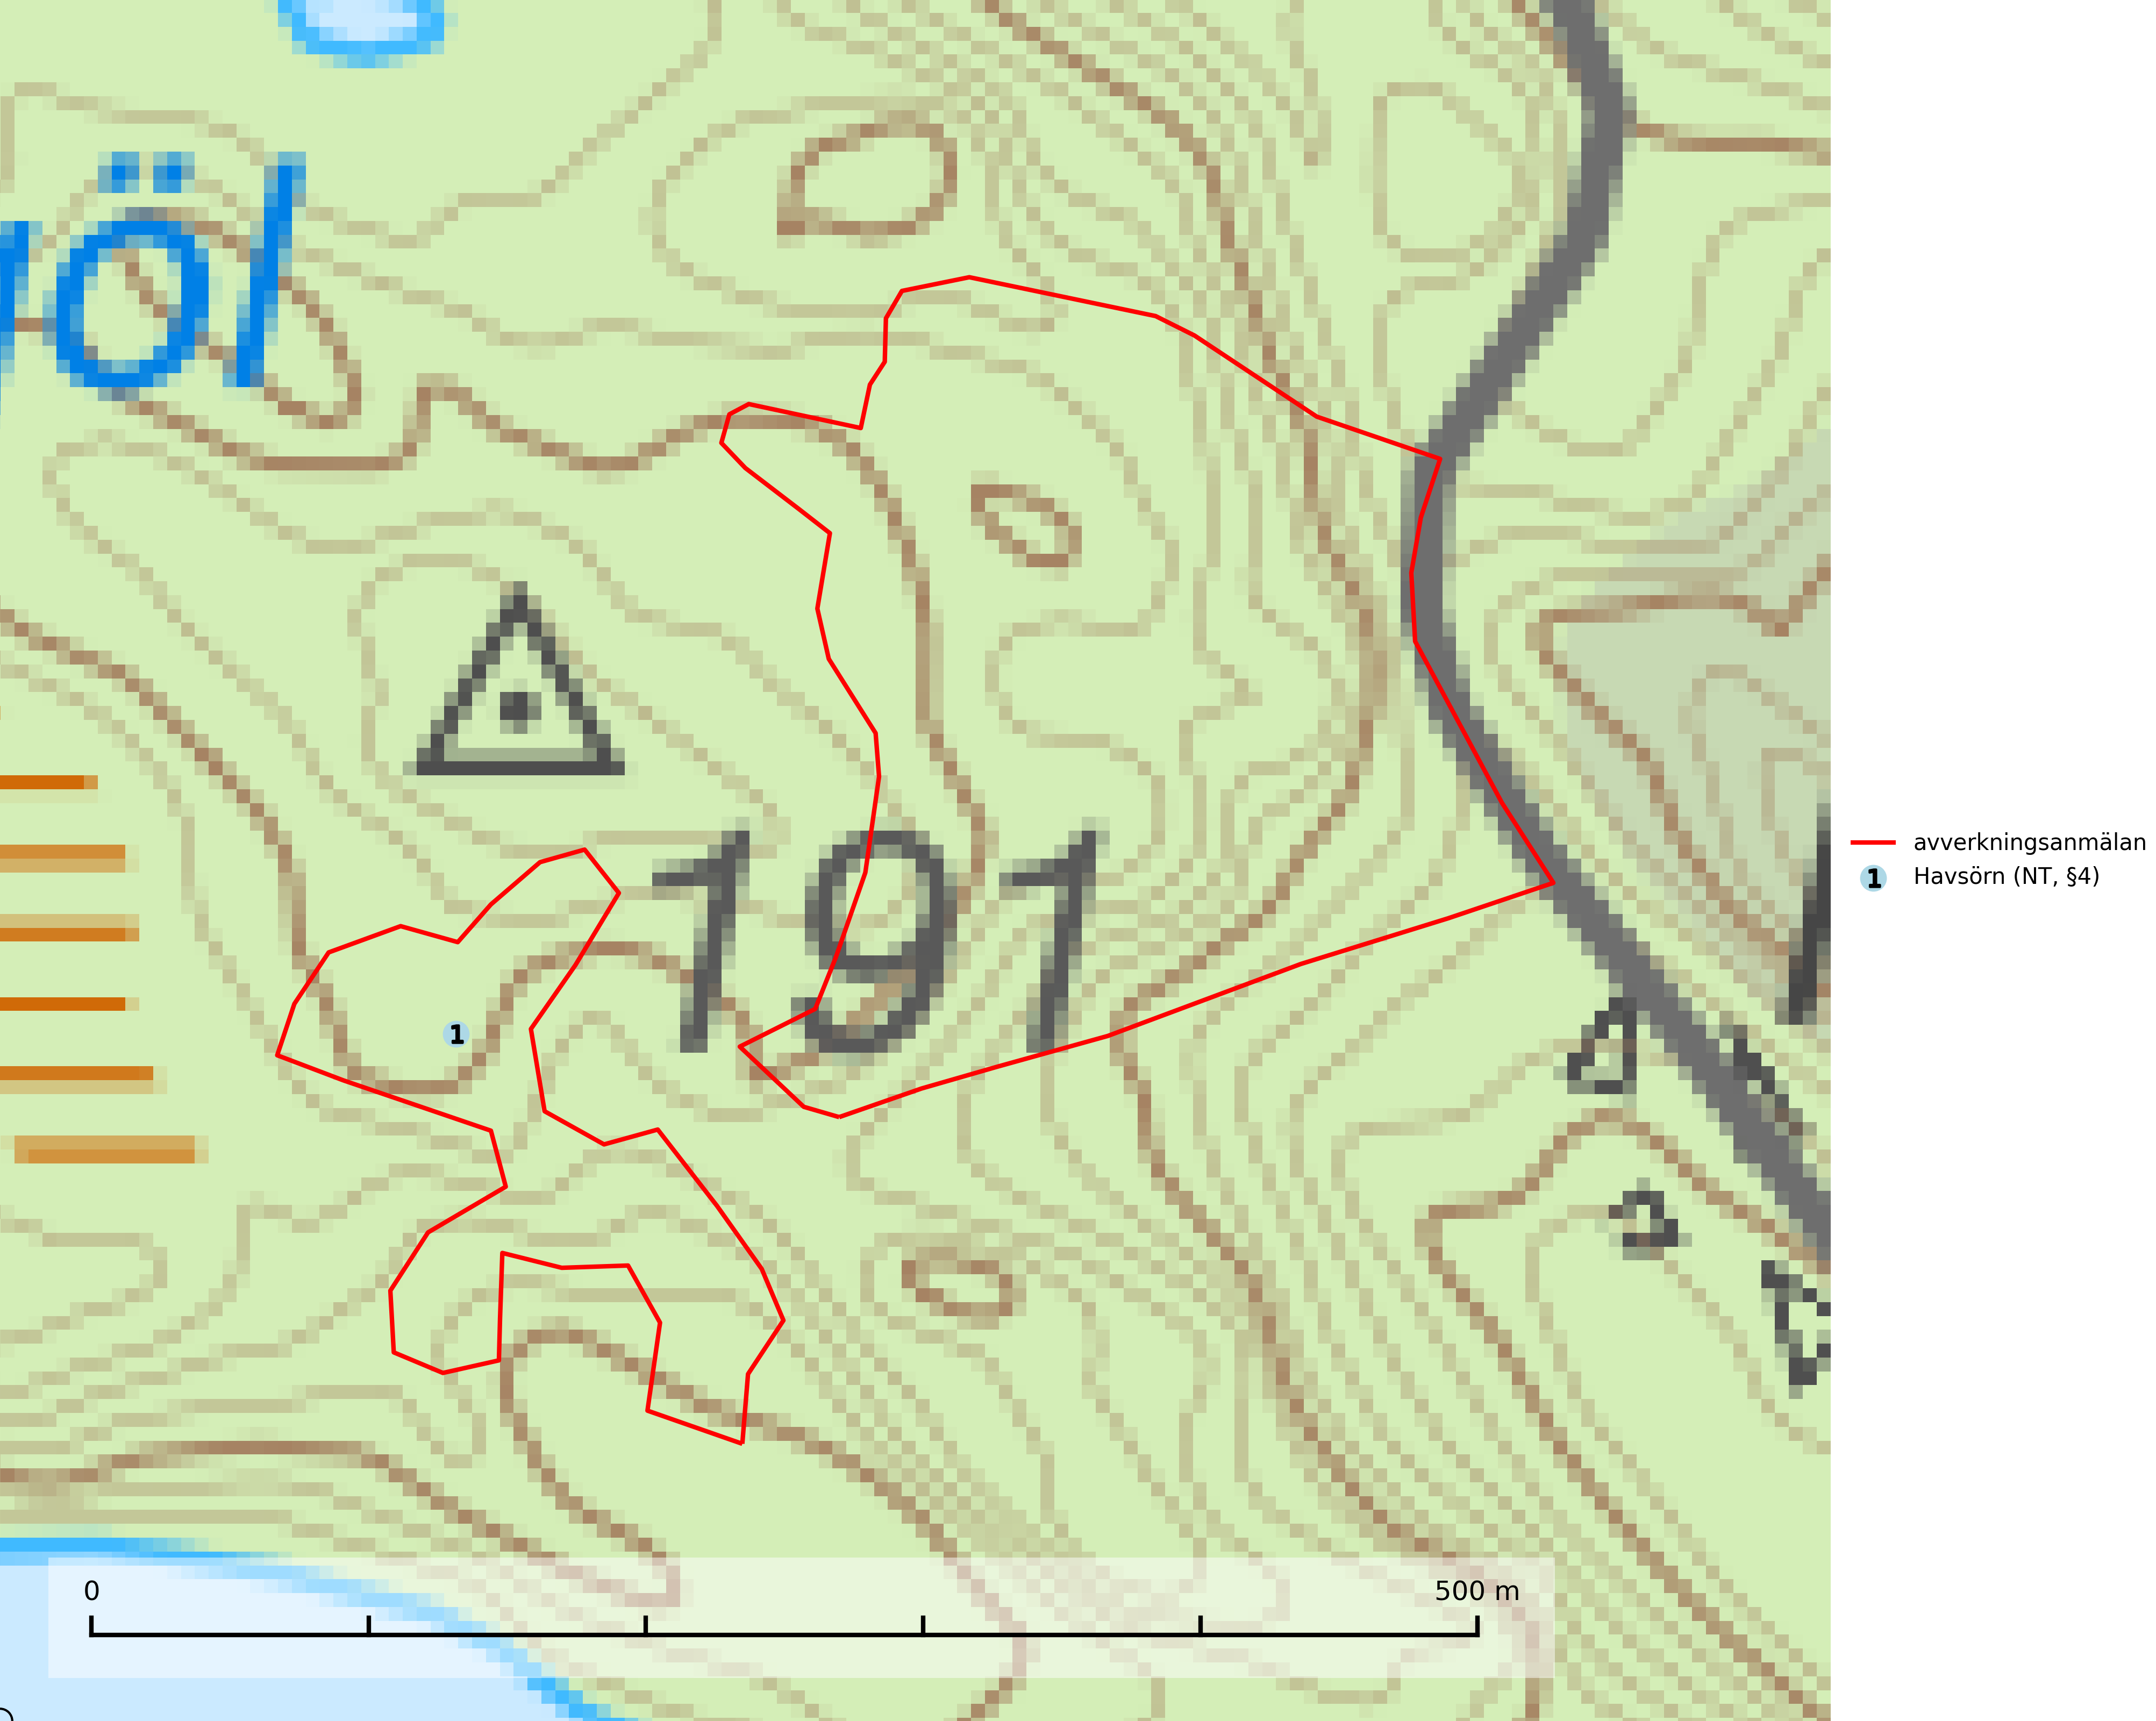 öl
191
avverkningsanmälan
1 Havsörn (NT, §4)
1
0 500 m